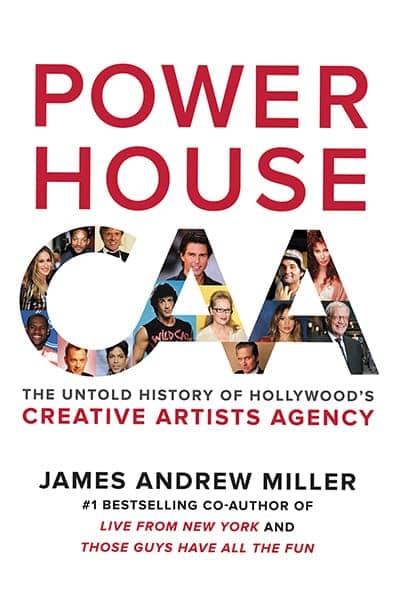 POWER
HOUSE
CAA
WILDCA
THE UNTOLD HISTORY OF HOLLYWOOD'S
CREATIVE ARTISTS AGENCY
JAMES ANDREW MILLER
#1 BESTSELLING CO-AUTHOR OF
LIVE FROM NEW YORK AND
THOSE GUYS HAVE ALL THE FUN